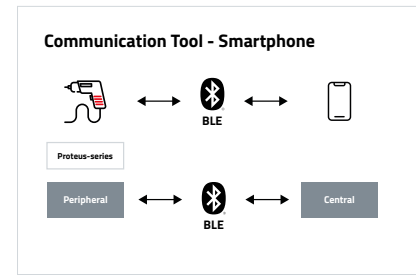 Communication Tool - Smartphone
BLE
Proteus-series
Peripheral
Central
BLE